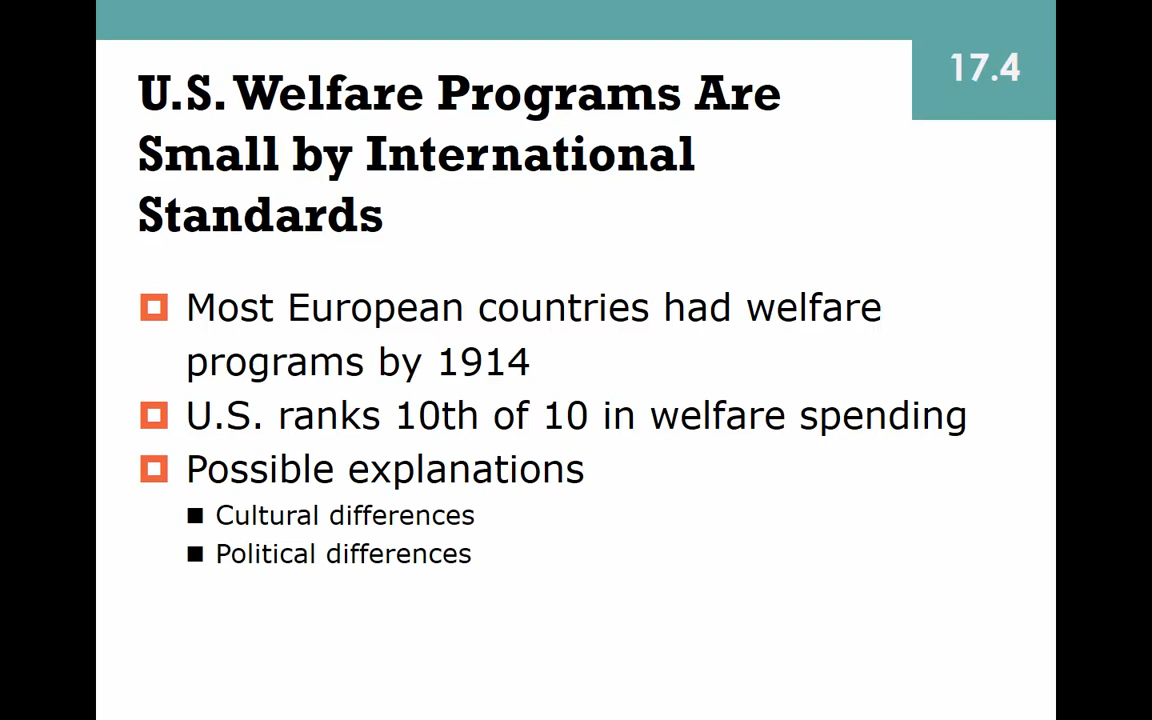 17.4
U.S. Welfare Programs Are
Small by International
Standards
Most European countries had welfare
programs by 1914
U.S. ranks 10th of 10 in welfare spending
Possible explanations
Cultural differences
Political differences